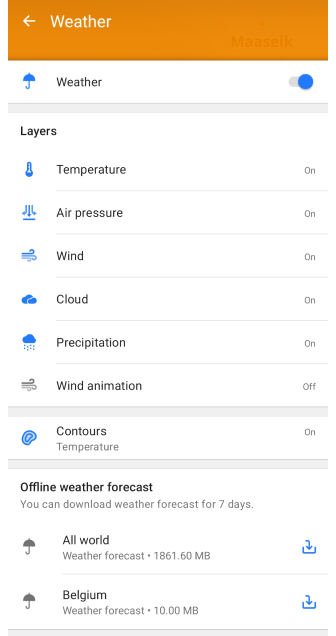 Weather
Maaseik
Weather
Layers
Temperature On
Air pressure On
Wind On
Cloud On
Precipitation On
Wind animation Off
Contours On
Temperature
Offline weather forecast
You can download weather forecast for 7 days.
All world
Weather forecast • 1861.60 MB
Belgium
Weather forecast • 10.00 MB